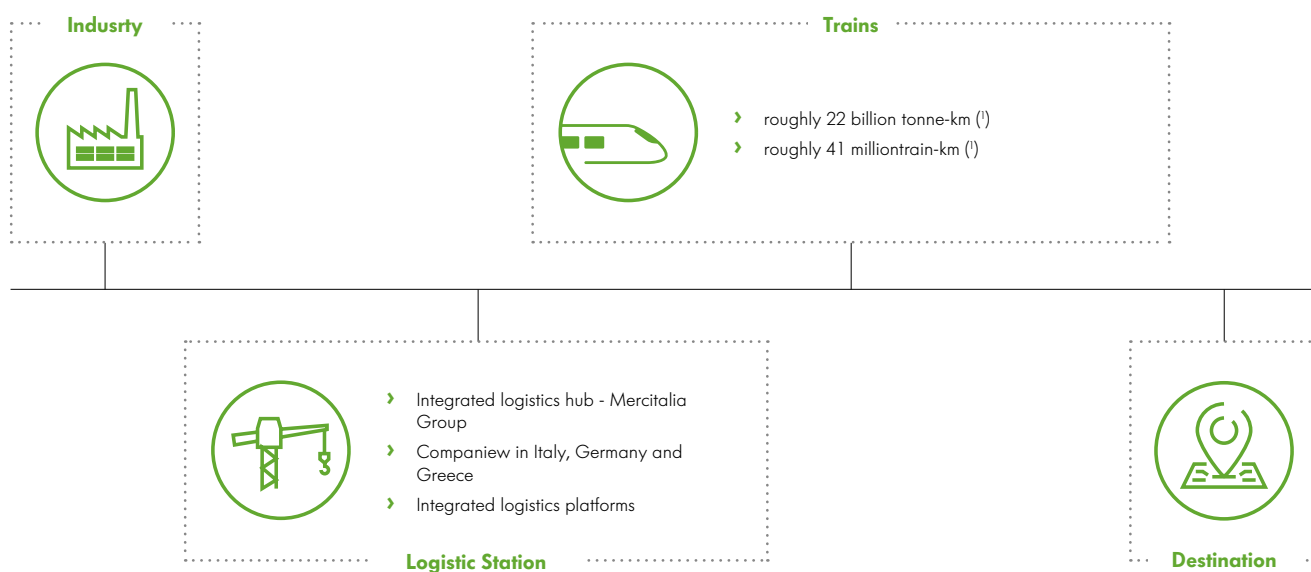 Indusrty
Trains
› roughly 22 billion tonne-km (¹)
› roughly 41 milliontrain-km (¹)
› Integrated logistics hub - Mercitalia
Group
› Companiew in Italy, Germany and
Greece
› Integrated logistics platforms
Logistic Station
Destination